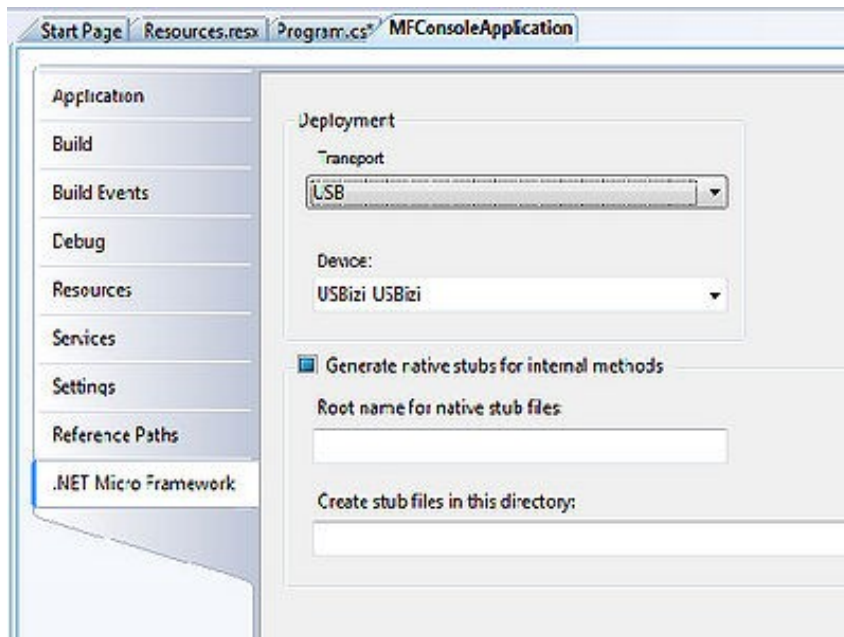 Start Page Resources.resx Program.cs* MFConsoleApplication
Application
Build
Build Events
Debug
Resources
Services
Settings
Reference Paths
.NET Micro Framework
Deployment
Transport
USB
Device:
USBizi USBizi
Generate native stubs for internal methods
Root name for native stub files:
Create stub files in this directory: